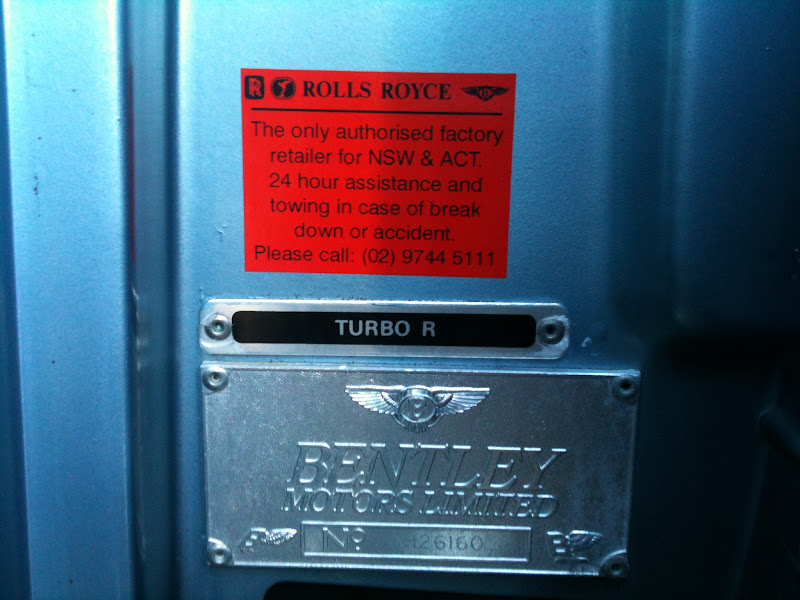 ROLLS ROYCE
The only authorised factory
retailer for NSW & ACT.
24 hour assistance and
towing in case of break
down or accident.
Please call: (02) 9744 5111
TURBO R
BENTLEY
MOTORS LIMITED
Nº